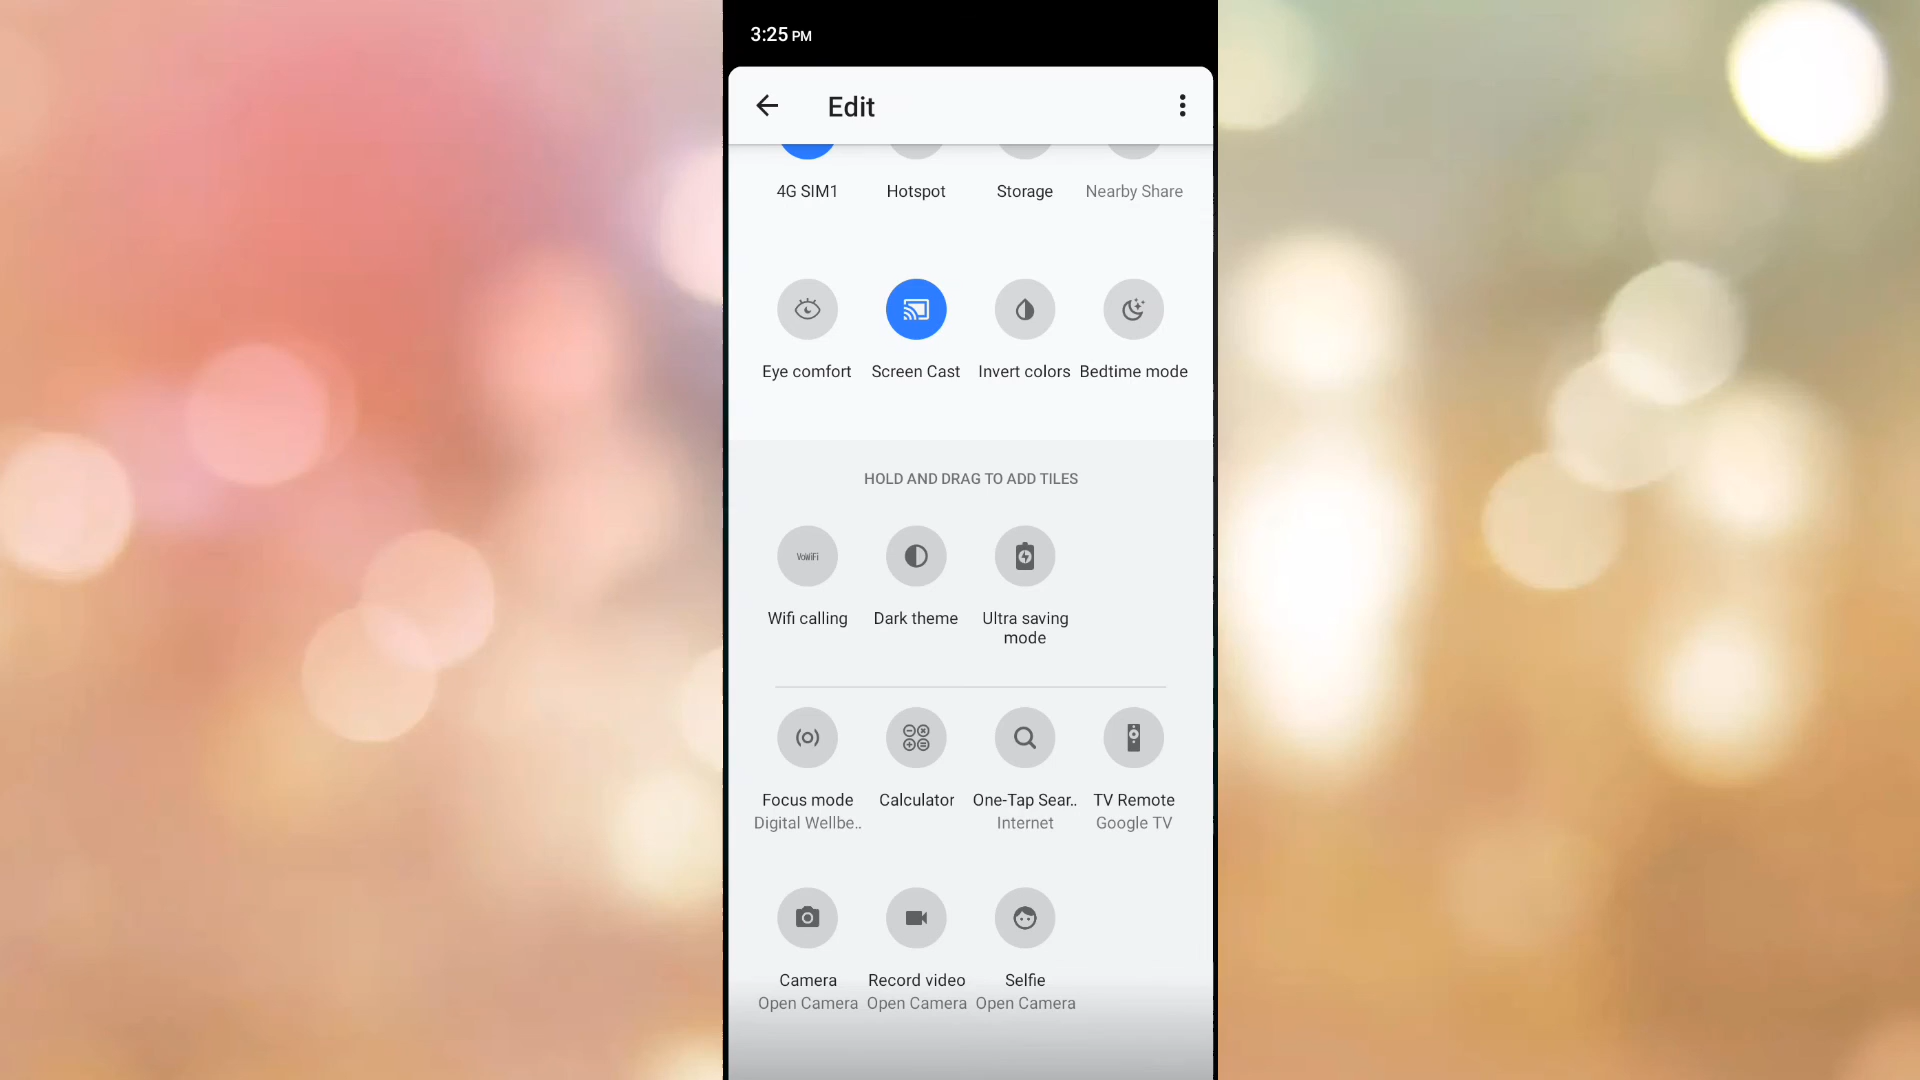 3:25 PM
Edit
4G SIM1 Hotspot Storage Nearby Share
Eye comfort Screen Cast Invert colors Bedtime mode
HOLD AND DRAG TO ADD TILES
VoWiFi
Wifi calling Dark theme Ultra saving
mode
Focus mode Calculator One-Tap Sear.. TV Remote
Digital Wellbe.. Internet Google TV
Camera Record video Selfie
Open Camera Open Camera Open Camera